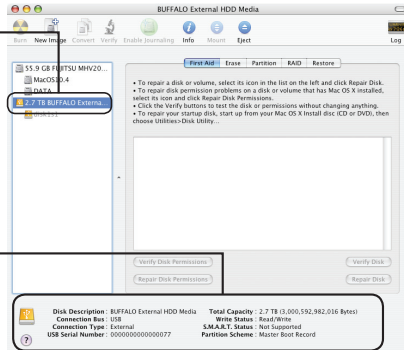 BUFFALO External HDD Media
Burn New Image Convert Verify Enable Journaling Info Mount Eject Log
First Aid Erase Partition RAID Restore
55.9 GB FUJITSU MHV20...
MacOS10.4
DATA
2.7 TB BUFFALO Externa...
disk1s1
• To repair a disk or volume, select its icon in the list on the left and click Repair Disk.
• To repair disk permission problems on a disk or volume that has Mac OS X installed,
select its icon and click Repair Disk Permissions.
• Click the Verify buttons to test the disk or permissions without changing anything.
• To repair your startup disk, start up from your Mac OS X Install disc (CD or DVD), then
choose Utilities>Disk Utility...
Verify Disk Permissions Verify Disk
Repair Disk Permissions Repair Disk
Disk Description : BUFFALO External HDD Media Total Capacity : 2.7 TB (3,000,592,982,016 Bytes)
Connection Bus : USB Write Status : Read/Write
Connection Type : External S.M.A.R.T. Status : Not Supported
USB Serial Number : 0000000000000077 Partition Scheme : Master Boot Record
?